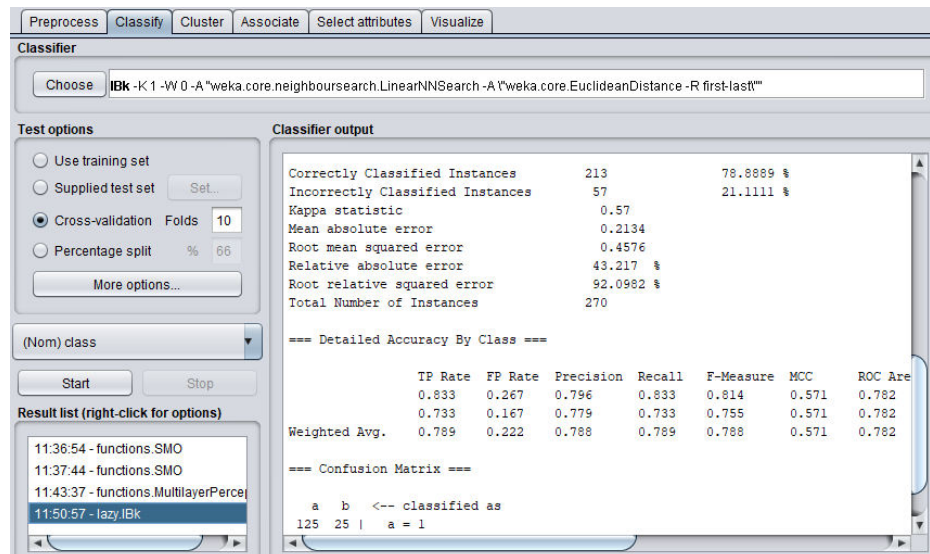 Preprocess Classify Cluster Associate Select attributes Visualize
Classifier
Choose IBk -K 1 -W 0 -A "weka.core.neighboursearch.LinearNNSearch -A \"weka.core.EuclideanDistance -R first-last\""
Test options
Use training set
Supplied test set Set...
Cross-validation Folds 10
Percentage split % 66
More options...
(Nom) class
Start Stop
Result list (right-click for options)
11:36:54 - functions.SMO
11:37:44 - functions.SMO
11:43:37 - functions.MultilayerPercep
11:50:57 - lazy.IBk
Classifier output
Correctly Classified Instances 213 78.8889 %
Incorrectly Classified Instances 57 21.1111 %
Kappa statistic 0.57
Mean absolute error 0.2134
Root mean squared error 0.4576
Relative absolute error 43.217 %
Root relative squared error 92.0982 %
Total Number of Instances 270
=== Detailed Accuracy By Class ===
TP Rate FP Rate Precision Recall F-Measure MCC ROC Are
0.833 0.267 0.796 0.833 0.814 0.571 0.782
0.733 0.167 0.779 0.733 0.755 0.571 0.782
Weighted Avg. 0.789 0.222 0.788 0.789 0.788 0.571 0.782
=== Confusion Matrix ===
a b <-- classified as
125 25 | a = 1